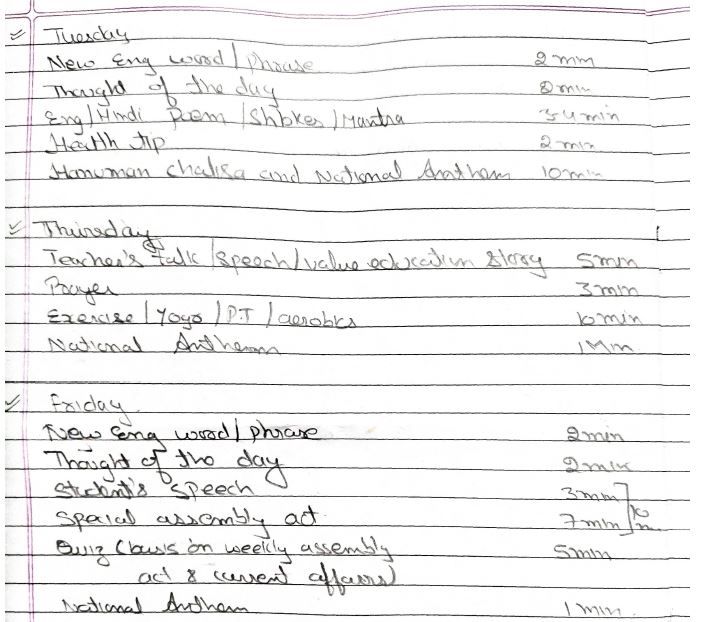 Tuesday
New Eng word / Phrase 2 min
Thought of the day 2 min
Eng / Hindi Poem / Shlokes / Mantra 3-4 min
Health tip 2 min
Hanuman Chalisa and National Anthem 10 min
Thursday
Teacher's talk / speech / value education story 5 min
Prayer 3 min
Exercise / Yoga / P.T / aerobics 10 min
National Anthem 1 Min
Friday
New Eng word / phrase 2 min
Thought of the day 2 min
Student's speech 3 min
Special assembly act 7 min 10 m
Quiz on weekly assembly 5 min
act & current affairs)
National Anthem 1 min.